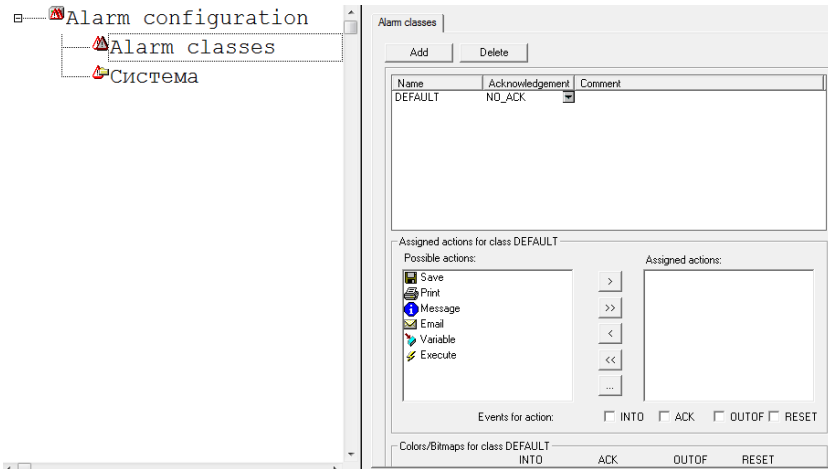 Alarm configuration
Alarm classes
Система
Alarm classes
Add Delete
Name Acknowledgement Comment
DEFAULT NO_ACK
Assigned actions for class DEFAULT
Possible actions: Assigned actions:
Save
Print
Message
Email
Variable
Execute
>
>>
<
<<
...
Events for action: INTO ACK OUTOF RESET
Colors/Bitmaps for class DEFAULT
INTO ACK OUTOF RESET